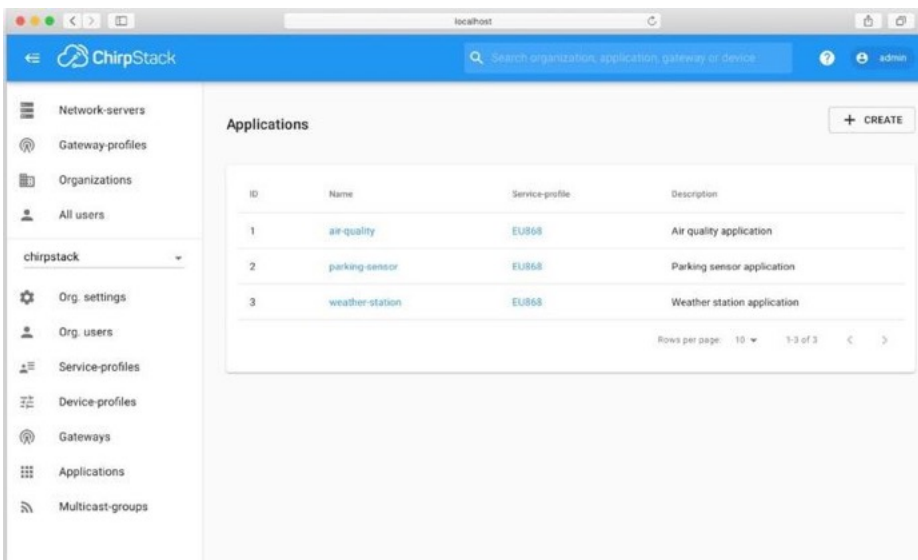 localhost
ChirpStack
Search organization, application, gateway or device
? admin
Network-servers
Gateway-profiles
Organizations
All users
chirpstack
Org. settings
Org. users
Service-profiles
Device-profiles
Gateways
Applications
Multicast-groups
Applications
+ CREATE
ID Name Service-profile Description
1 air-quality EU868 Air quality application
2 parking-sensor EU868 Parking sensor application
3 weather-station EU868 Weather station application
Rows per page: 10 1-3 of 3